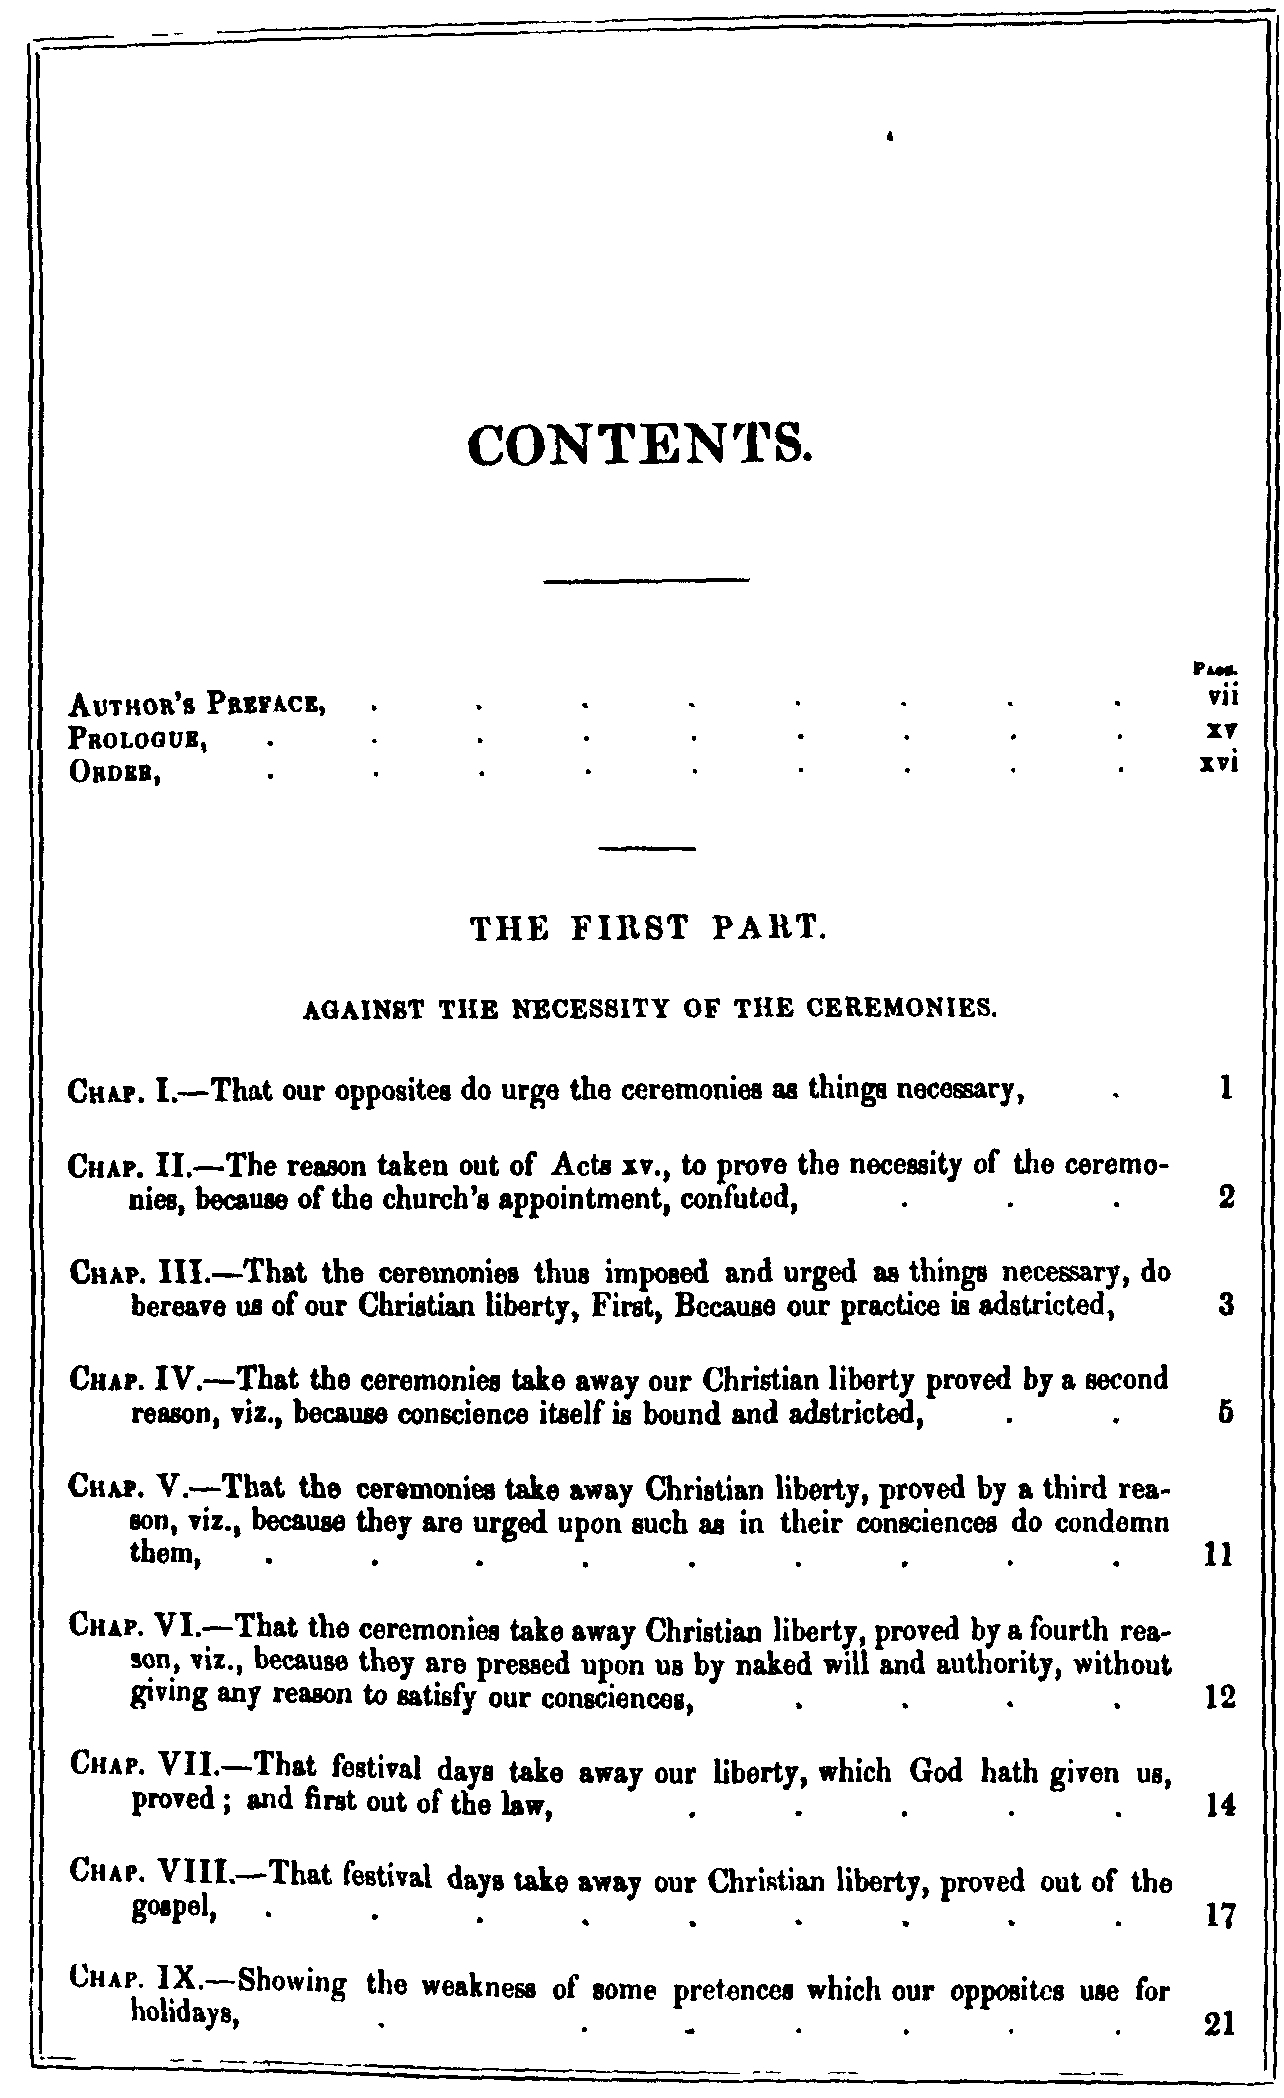 CONTENTS.
PAGE.
AUTHOR'S PREFACE, . . . . . . . . vii
PROLOGUE, . . . . . . . . . xv
ORDER, . . . . . . . . . xvi
THE FIRST PART.
AGAINST THE NECESSITY OF THE CEREMONIES.
CHAP. I.—That our opposites do urge the ceremonies as things necessary, . 1
CHAP. II.—The reason taken out of Acts xv., to prove the necessity of the ceremo-
nies, because of the church's appointment, confuted, . . . 2
CHAP. III.—That the ceremonies thus imposed and urged as things necessary, do
bereave us of our Christian liberty, First, Because our practice is adstricted, 3
CHAP. IV.—That the ceremonies take away our Christian liberty proved by a second
reason, viz., because conscience itself is bound and adstricted, . . 5
CHAP. V.—That the ceremonies take away Christian liberty, proved by a third rea-
son, viz., because they are urged upon such as in their consciences do condemn
them, . . . . . . . . . 11
CHAP. VI.—That the ceremonies take away Christian liberty, proved by a fourth rea-
son, viz., because they are pressed upon us by naked will and authority, without
giving any reason to satisfy our consciences, . . . . 12
CHAP. VII.—That festival days take away our liberty, which God hath given us,
proved ; and first out of the law, . . . . . 14
CHAP. VIII.—That festival days take away our Christian liberty, proved out of the
gospel, . . . . . . . . . 17
CHAP. IX.—Showing the weakness of some pretences which our opposites use for
holidays, . . . . . . . 21